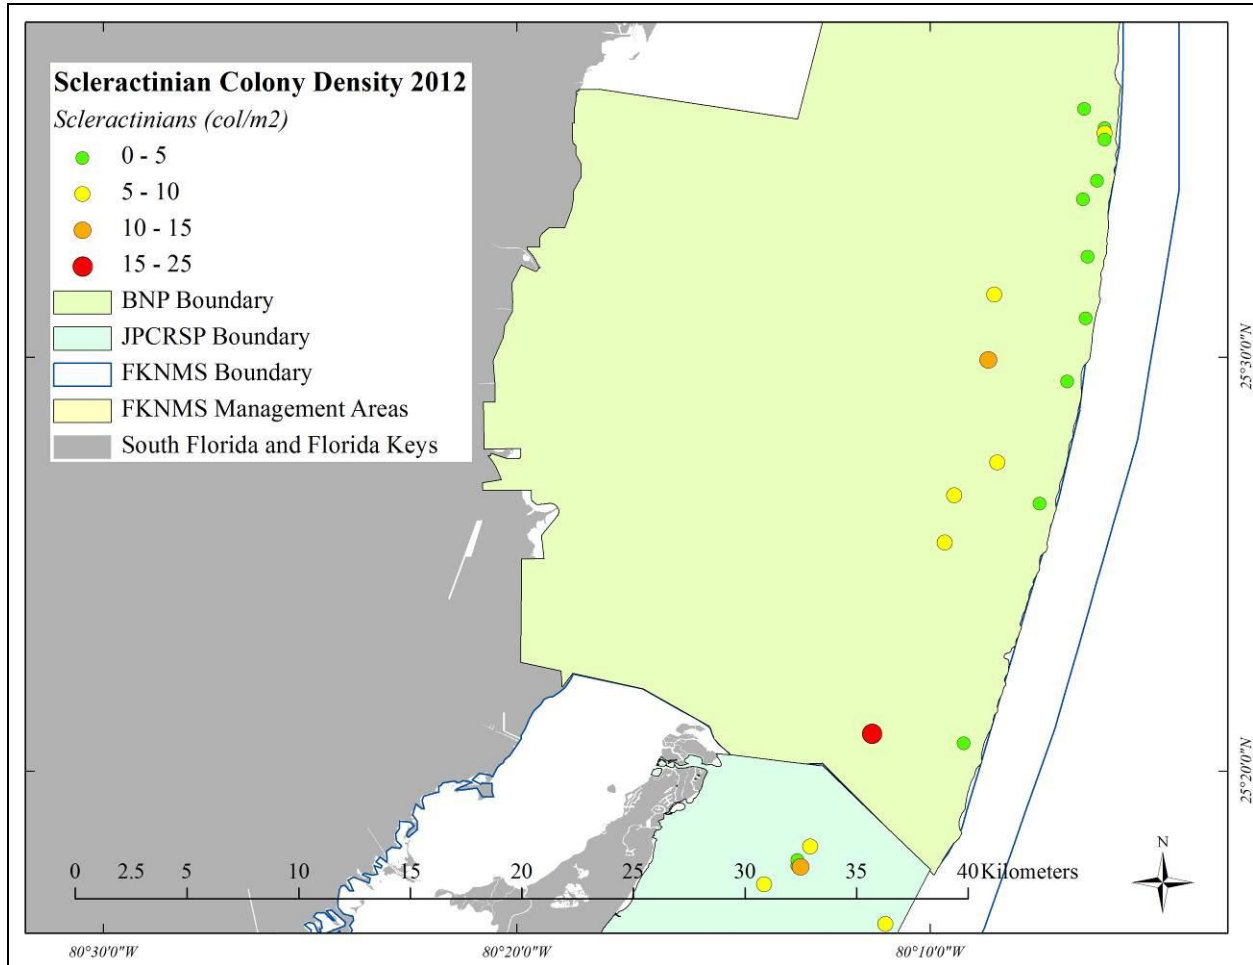 Scleractinian Colony Density 2012
Scleractinians (col/m2)
0 - 5
5 - 10
10 - 15
15 - 25
BNP Boundary
JPCRSP Boundary
FKNMS Boundary
FKNMS Management Areas
South Florida and Florida Keys
25°30'0"N
25°20'0"N
0 2.5 5 10 15 20 25 30 35 40 Kilometers
N
80°30'0"W 80°20'0"W 80°10'0"W